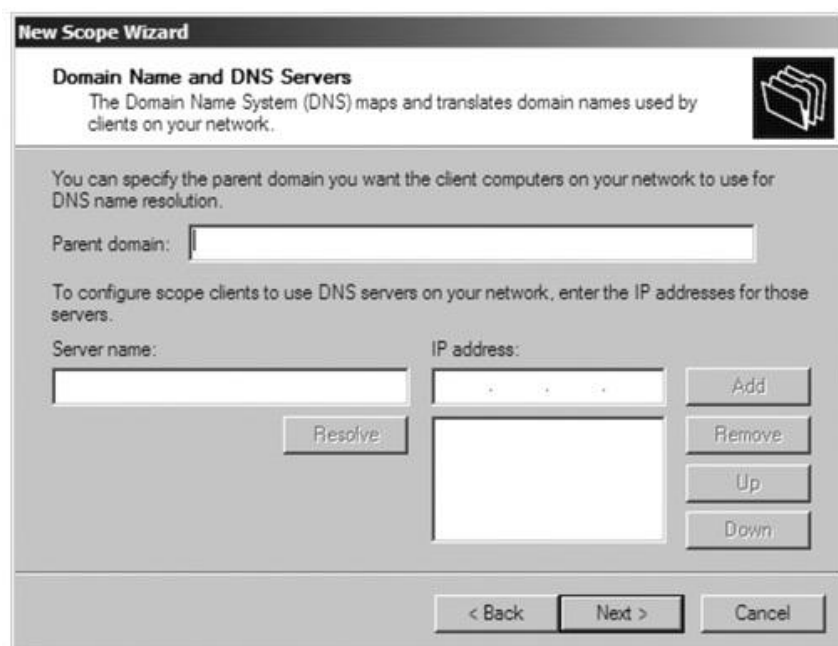 New Scope Wizard
Domain Name and DNS Servers
The Domain Name System (DNS) maps and translates domain names used by
clients on your network.
You can specify the parent domain you want the client computers on your network to use for
DNS name resolution.
Parent domain:
To configure scope clients to use DNS servers on your network, enter the IP addresses for those
servers.
Server name:
IP address:
Add
Resolve
Remove
Up
Down
< Back
Next >
Cancel